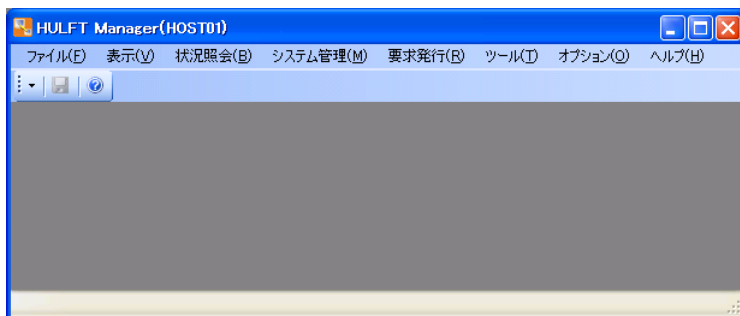 HULFT Manager(HOST01)
ファイル(F) 表示(V) 状況照会(B) システム管理(M) 要求発行(R) ツール(T) オプション(O) ヘルプ(H)